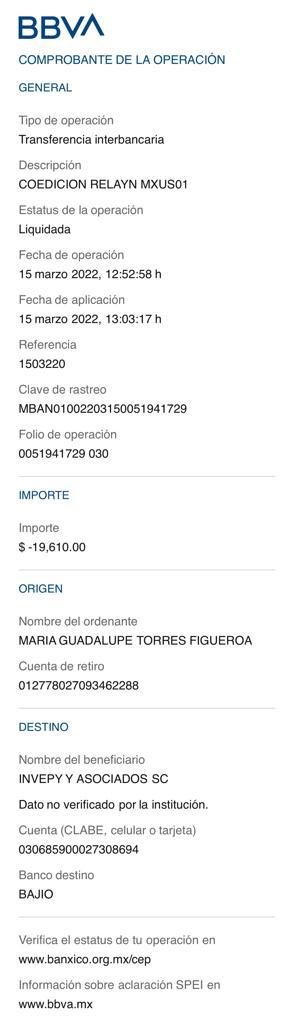 BBVA
COMPROBANTE DE LA OPERACIÓN
GENERAL
Tipo de operación
Transferencia interbancaria
Descripción
COEDICION RELAYN MXUS01
Estatus de la operación
Liquidada
Fecha de operación
15 marzo 2022, 12:52:58 h
Fecha de aplicación
15 marzo 2022, 13:03:17 h
Referencia
1503220
Clave de rastreo
MBAN01002203150051941729
Folio de operación
0051941729 030
IMPORTE
Importe
$ -19,610.00
ORIGEN
Nombre del ordenante
MARIA GUADALUPE TORRES FIGUEROA
Cuenta de retiro
012778027093462288
DESTINO
Nombre del beneficiario
INVEPY Y ASOCIADOS SC
Dato no verificado por la institución.
Cuenta (CLABE, celular o tarjeta)
030685900027308694
Banco destino
BAJIO
Verifica el estatus de tu operación en
www.banxico.org.mx/cep
Información sobre aclaración SPEI en
www.bbva.mx